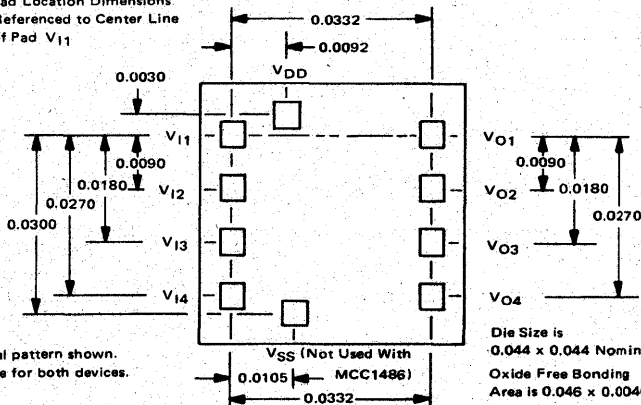 ad Location Dimensions
Referenced to Center Line
f Pad VI1
0.0332
0.0092
0.0030
VDD
VI1
VO1
0.0090
0.0090
0.0180
0.0180
VI2
VO2
0.0270
0.0270
0.0300
VI3
VO3
VI4
VO4
l pattern shown.
e for both devices.
VSS (Not Used With
MCC1486)
0.0105
0.0332
Die Size is
0.044 x 0.044 Nomin
Oxide Free Bonding
Area is 0.046 x 0.004